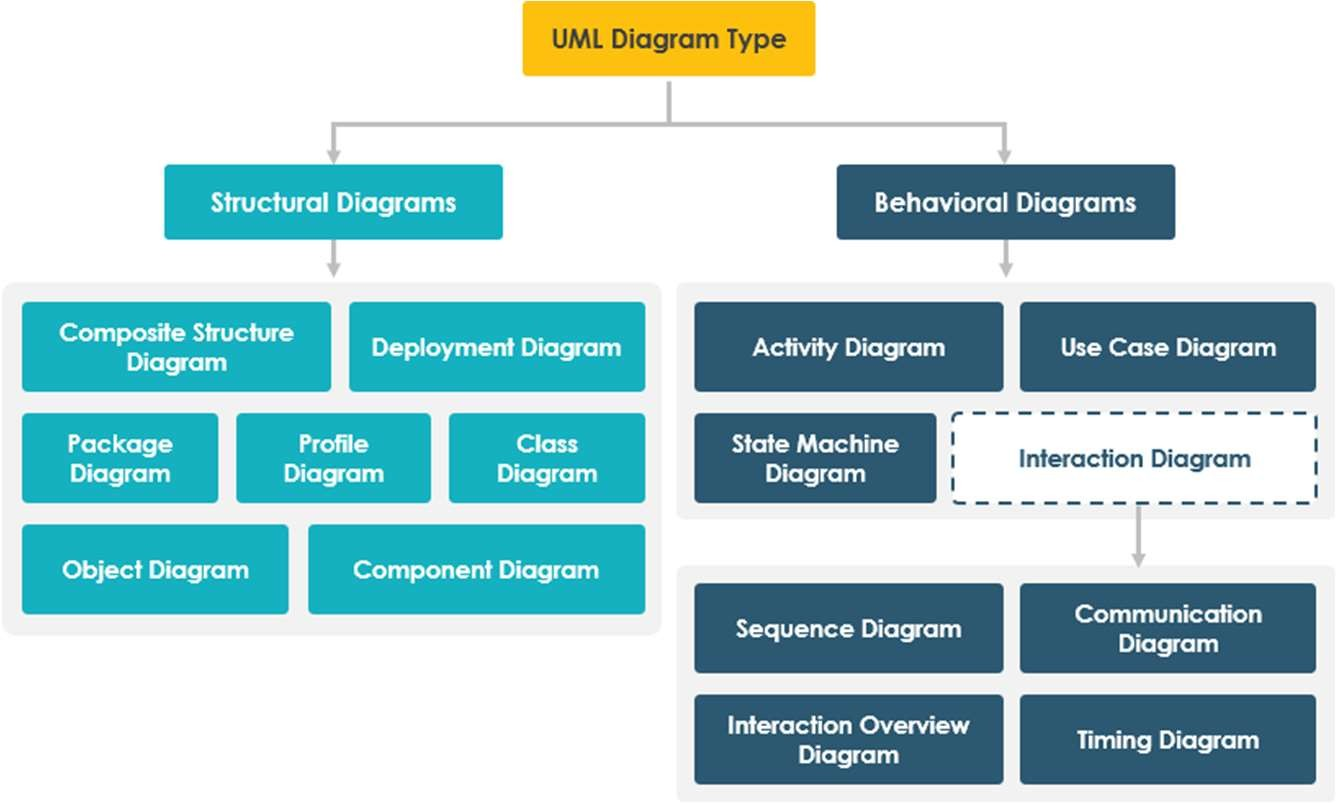 UML Diagram Type
Structural Diagrams
Behavioral Diagrams
Composite Structure
Diagram
Deployment Diagram
Package
Diagram
Profile
Diagram
Class
Diagram
Object Diagram
Component Diagram
Activity Diagram
Use Case Diagram
State Machine
Diagram
Interaction Diagram
Sequence Diagram
Communication
Diagram
Interaction Overview
Diagram
Timing Diagram